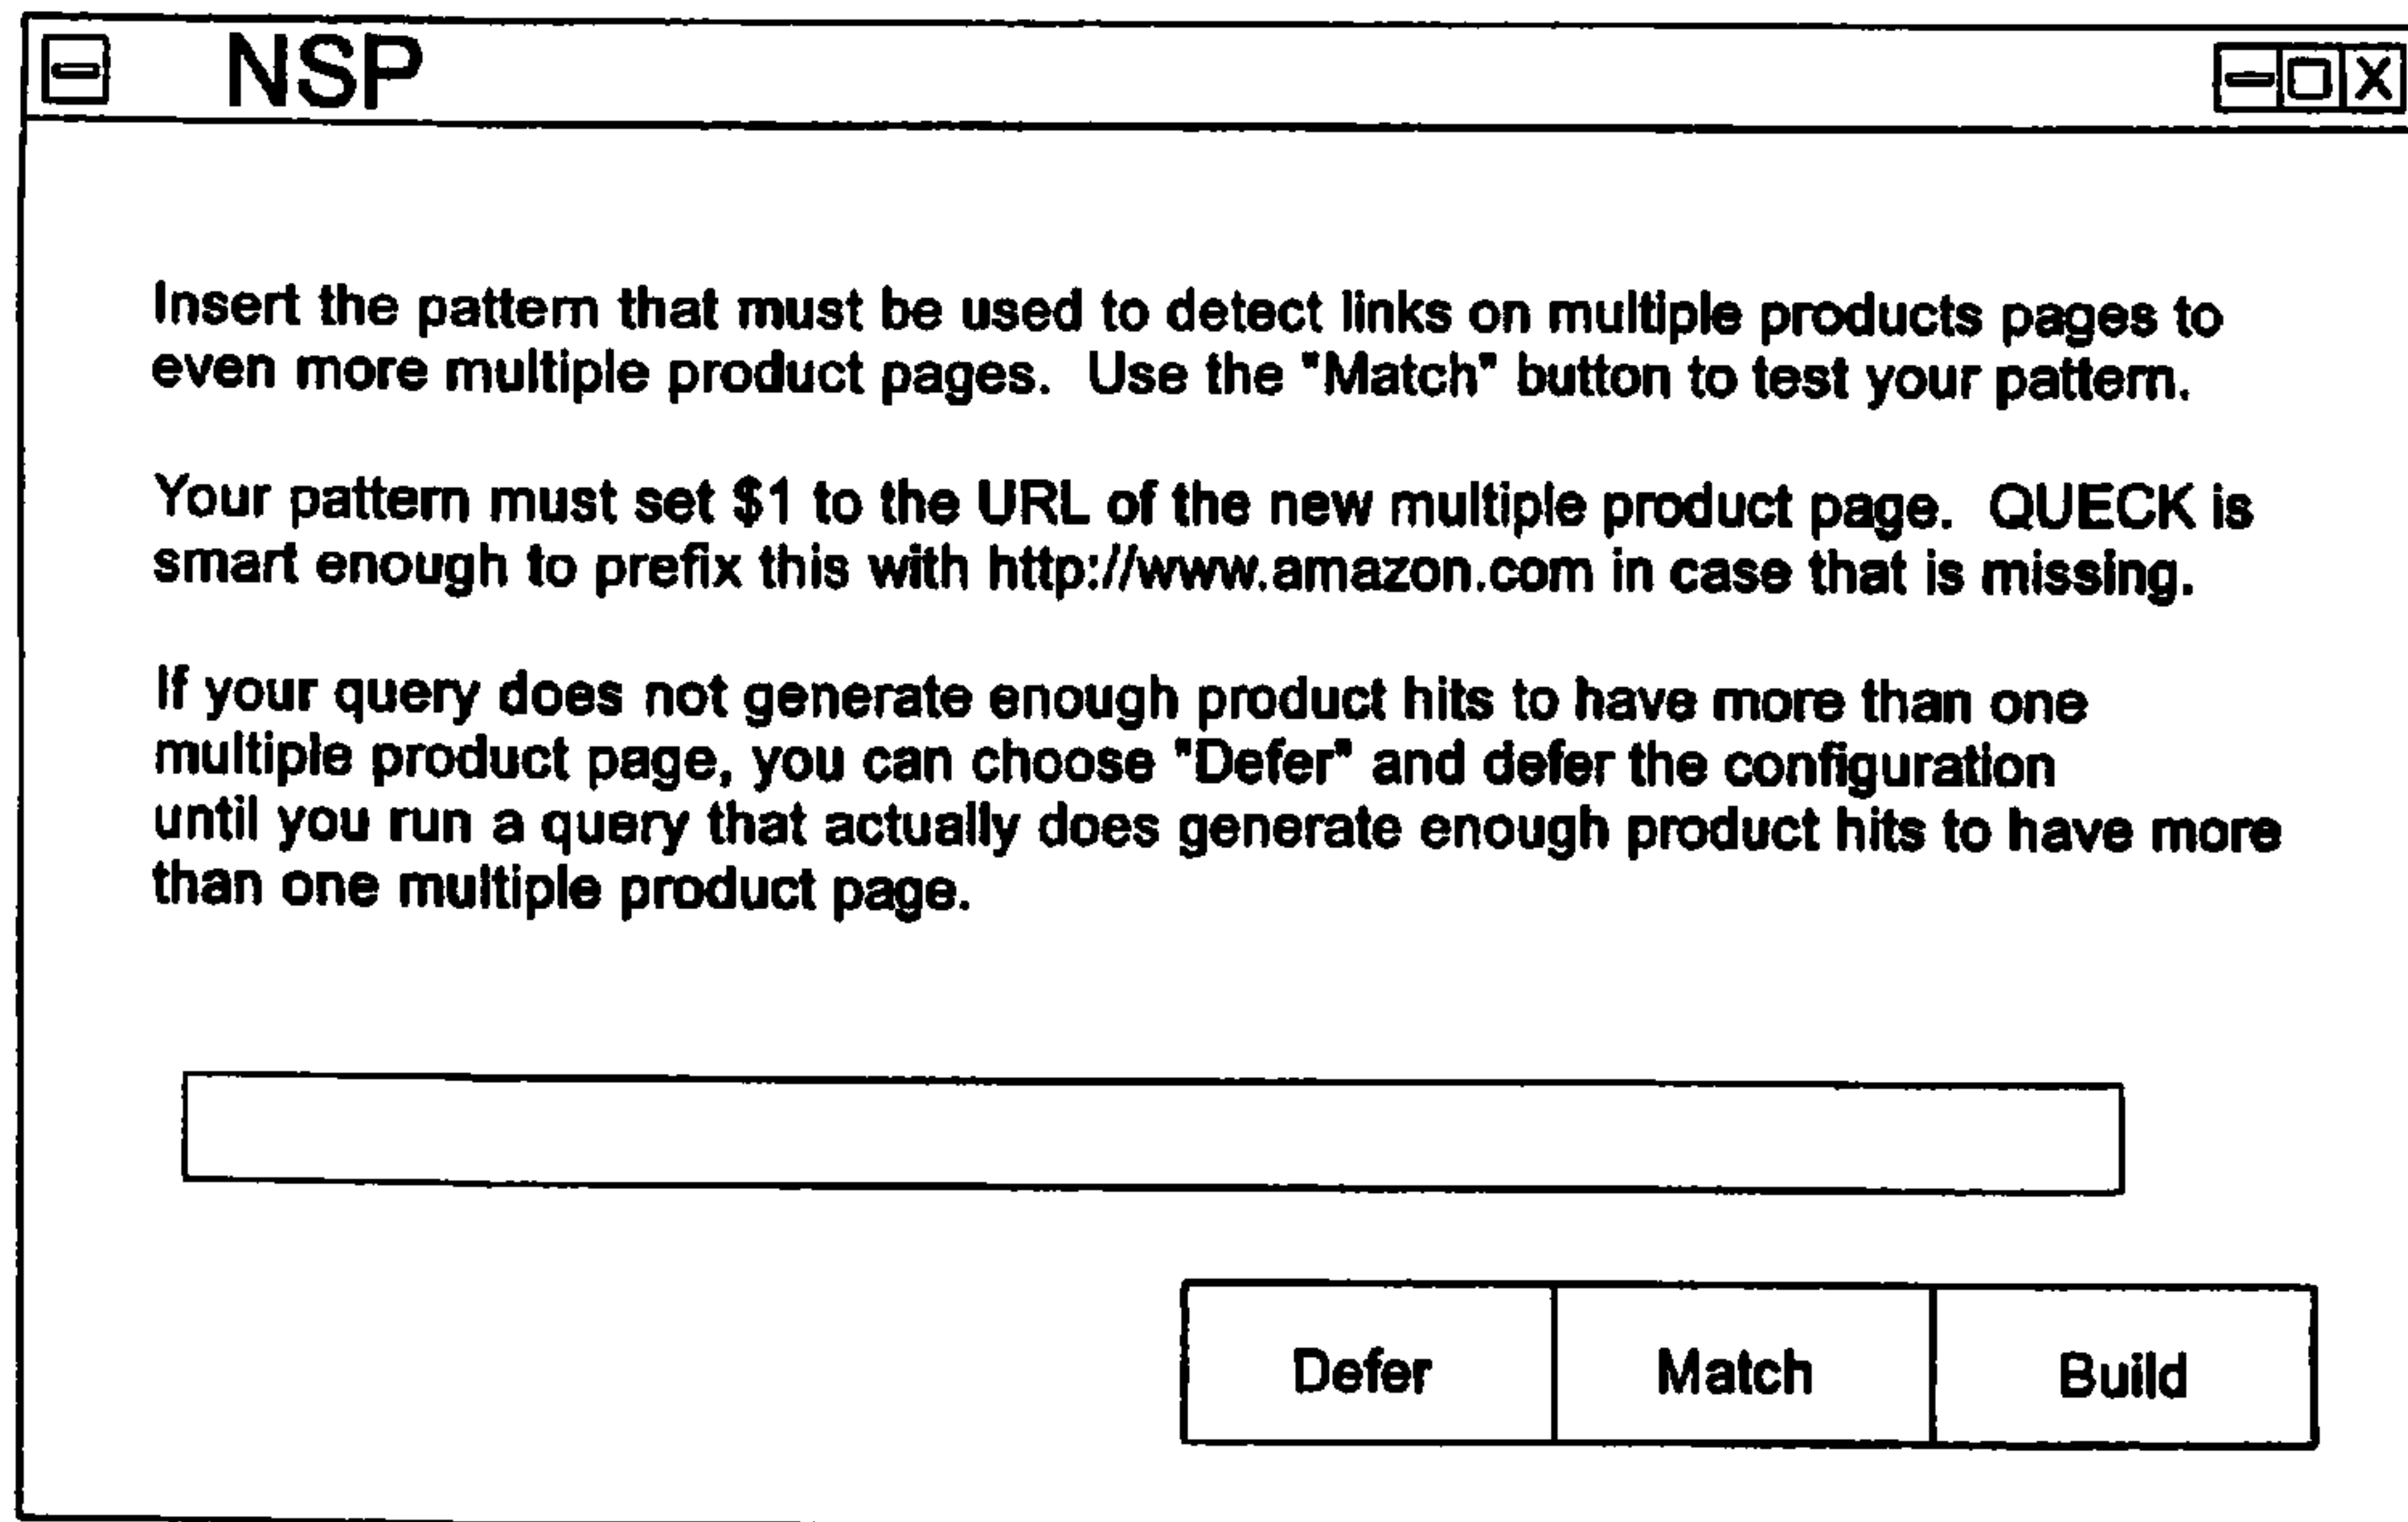 NSP
Insert the pattern that must be used to detect links on multiple products pages to
even more multiple product pages.  Use the "Match" button to test your pattern.
Your pattern must set $1 to the URL of the new multiple product page.  QUECK is
smart enough to prefix this with http://www.amazon.com in case that is missing.
If your query does not generate enough product hits to have more than one
multiple product page, you can choose "Defer" and defer the configuration
until you run a query that actually does generate enough product hits to have more
than one multiple product page.
Defer Match Build